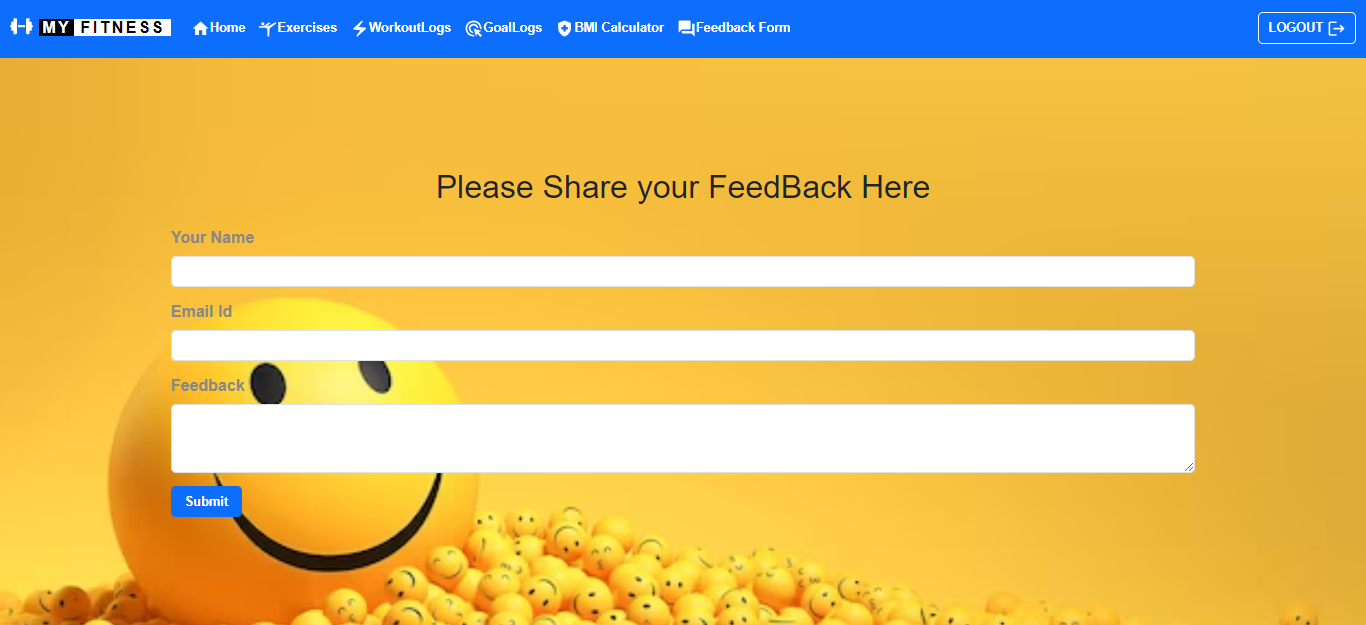 MY FITNESS Home Exercises WorkoutLogs GoalLogs BMI Calculator Feedback Form LOGOUT
Please Share your FeedBack Here
Your Name
Email Id
Feedback
Submit